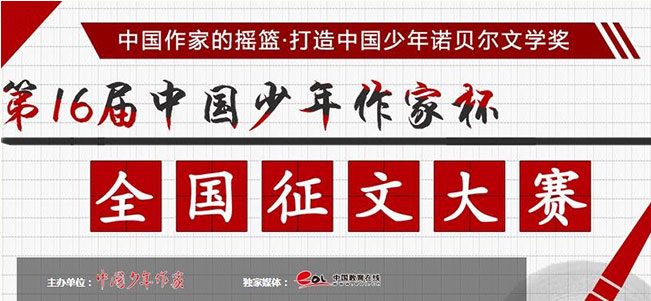 中国作家的摇篮·打造中国少年诺贝尔文学奖
第16届中国少年作家杯
全国征文大赛
主办单位：中国少年作家 独家媒体：eol 中国教育在线